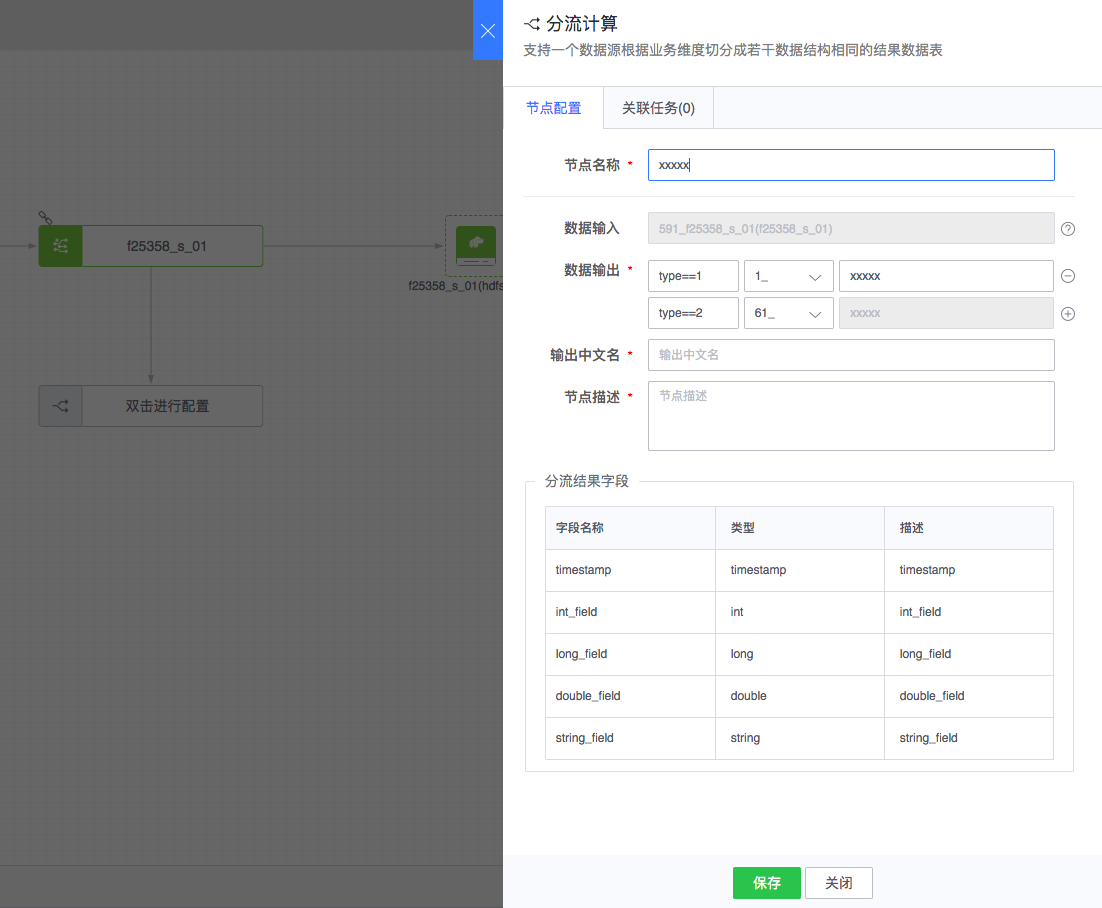 分流计算
支持一个数据源根据业务维度切分成若干数据结构相同的结果数据表
节点配置
关联任务(0)
节点名称 *
xxxxx
数据输入
591_f25358_s_01(f25358_s_01)
数据输出 *
type==1
1_
xxxxx
type==2
61_
xxxxx
输出中文名 *
输出中文名
节点描述 *
节点描述
分流结果字段
字段名称 类型 描述
timestamp timestamp timestamp
int_field int int_field
long_field long long_field
double_field double double_field
string_field string string_field
保存
关闭
f25358_s_01
f25358_s_01(hdfs
双击进行配置